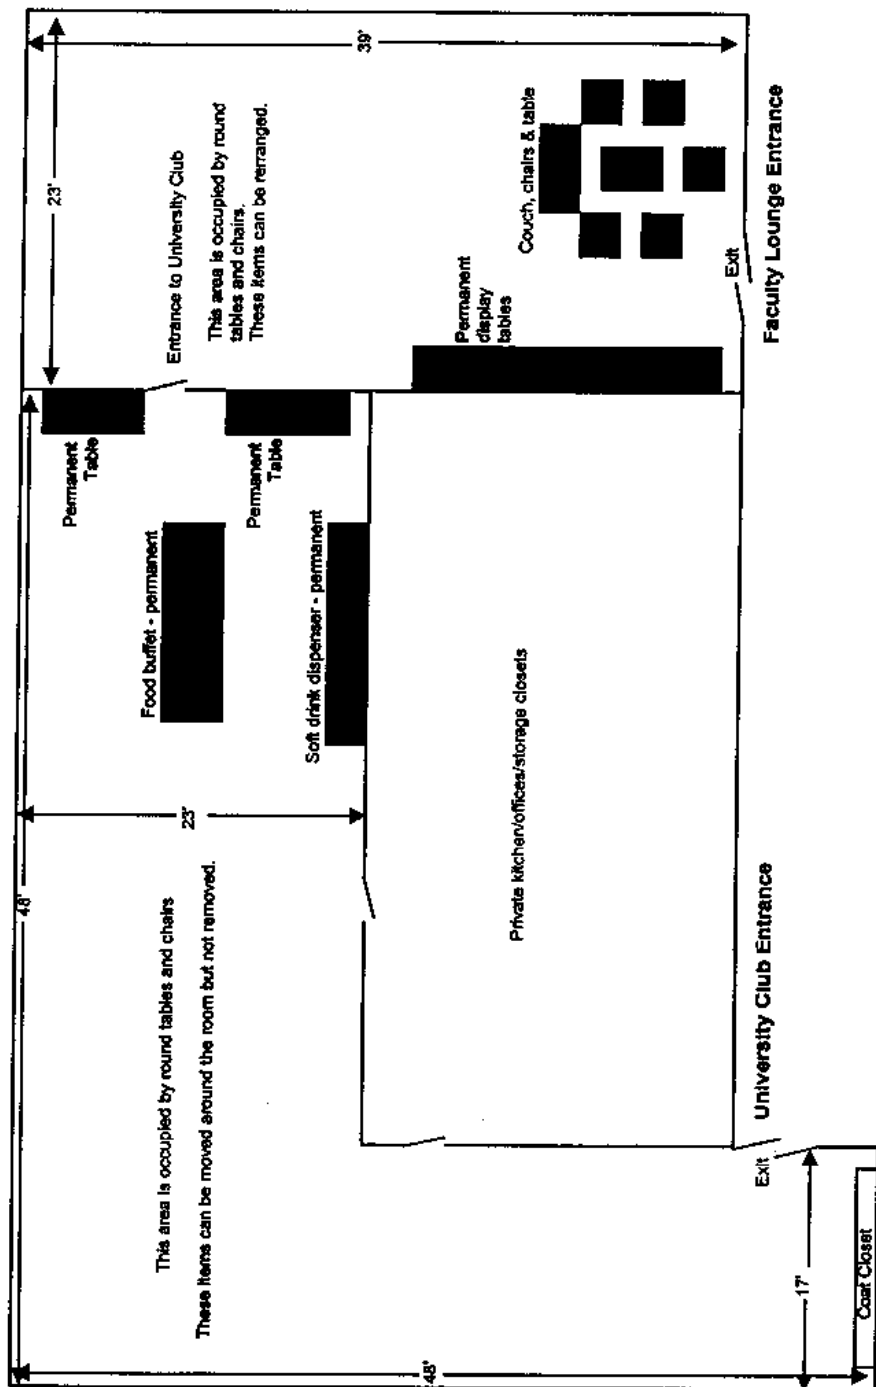 48'
23'
39'
This area is occupied by round tables and chairs
These items can be moved around the room but not removed.
23'
Food buffet - permanent
Soft drink dispenser - permanent
Permanent
Table
Permanent
Table
Entrance to University Club
This area is occupied by round
tables and chairs.
These items can be rerranged.
Permanent
display
tables
Couch, chairs & table
Private kitchen/offices/storage closets
48'
17'
Coat Closet
Exit
University Club Entrance
Exit
Faculty Lounge Entrance